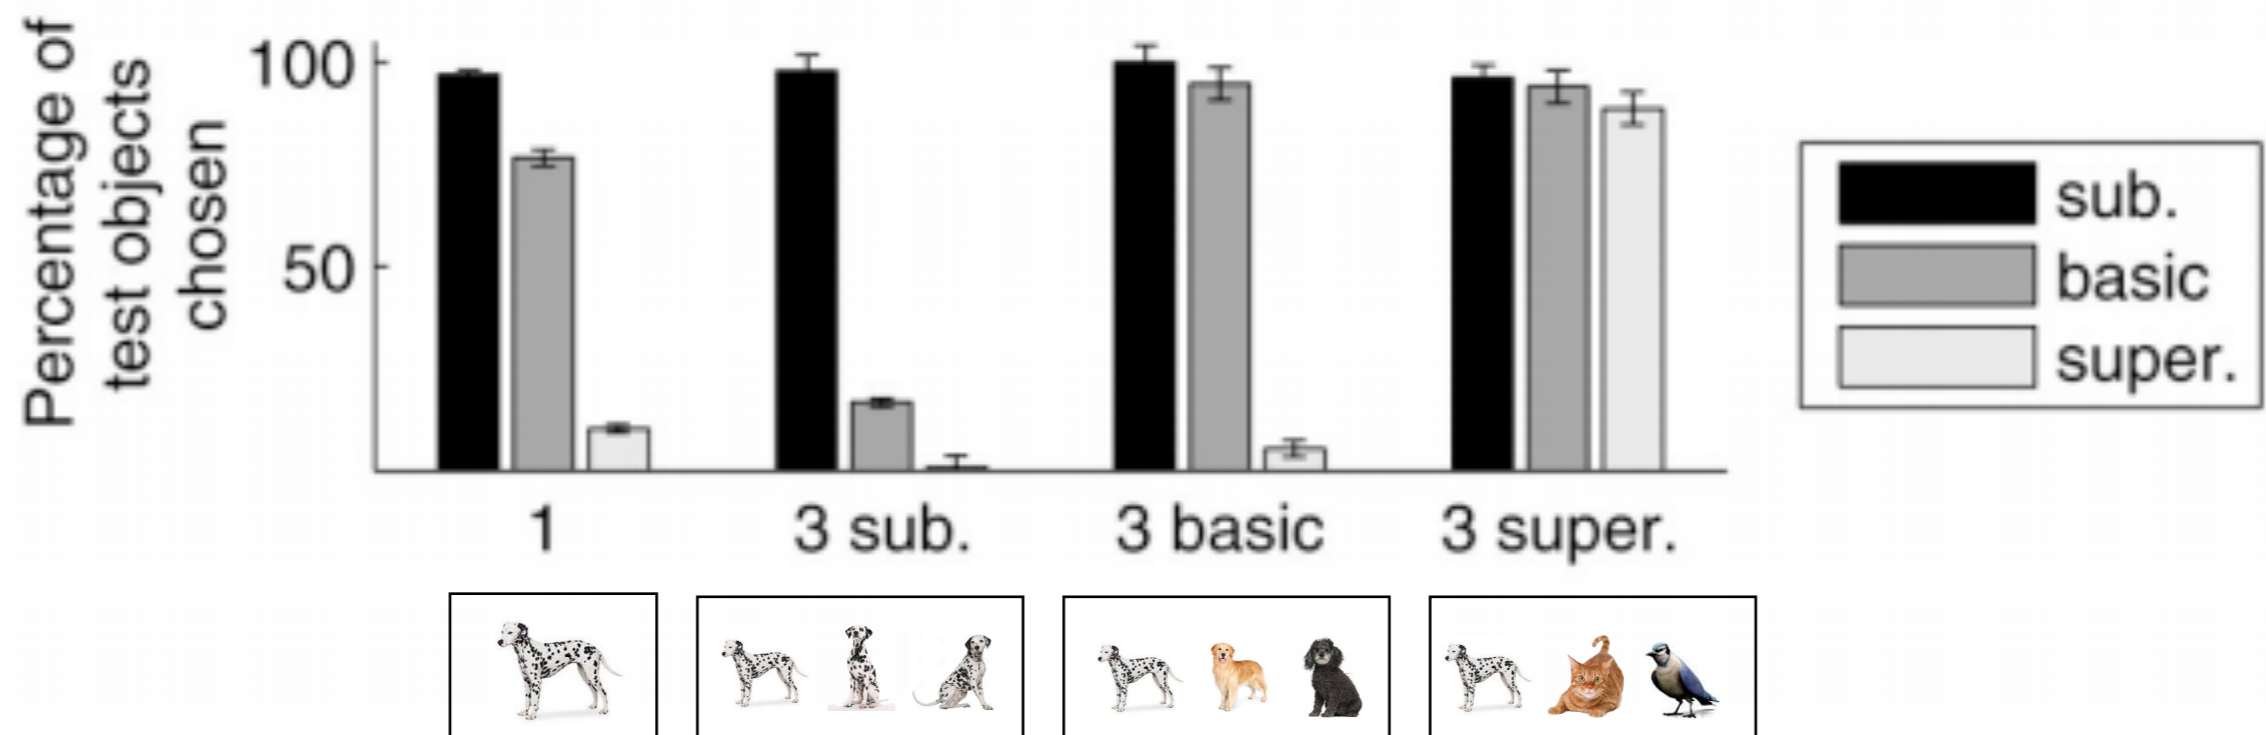 Percentage of
test objects
chosen
100
50
1
3 sub.
3 basic
3 super.
sub.
basic
super.